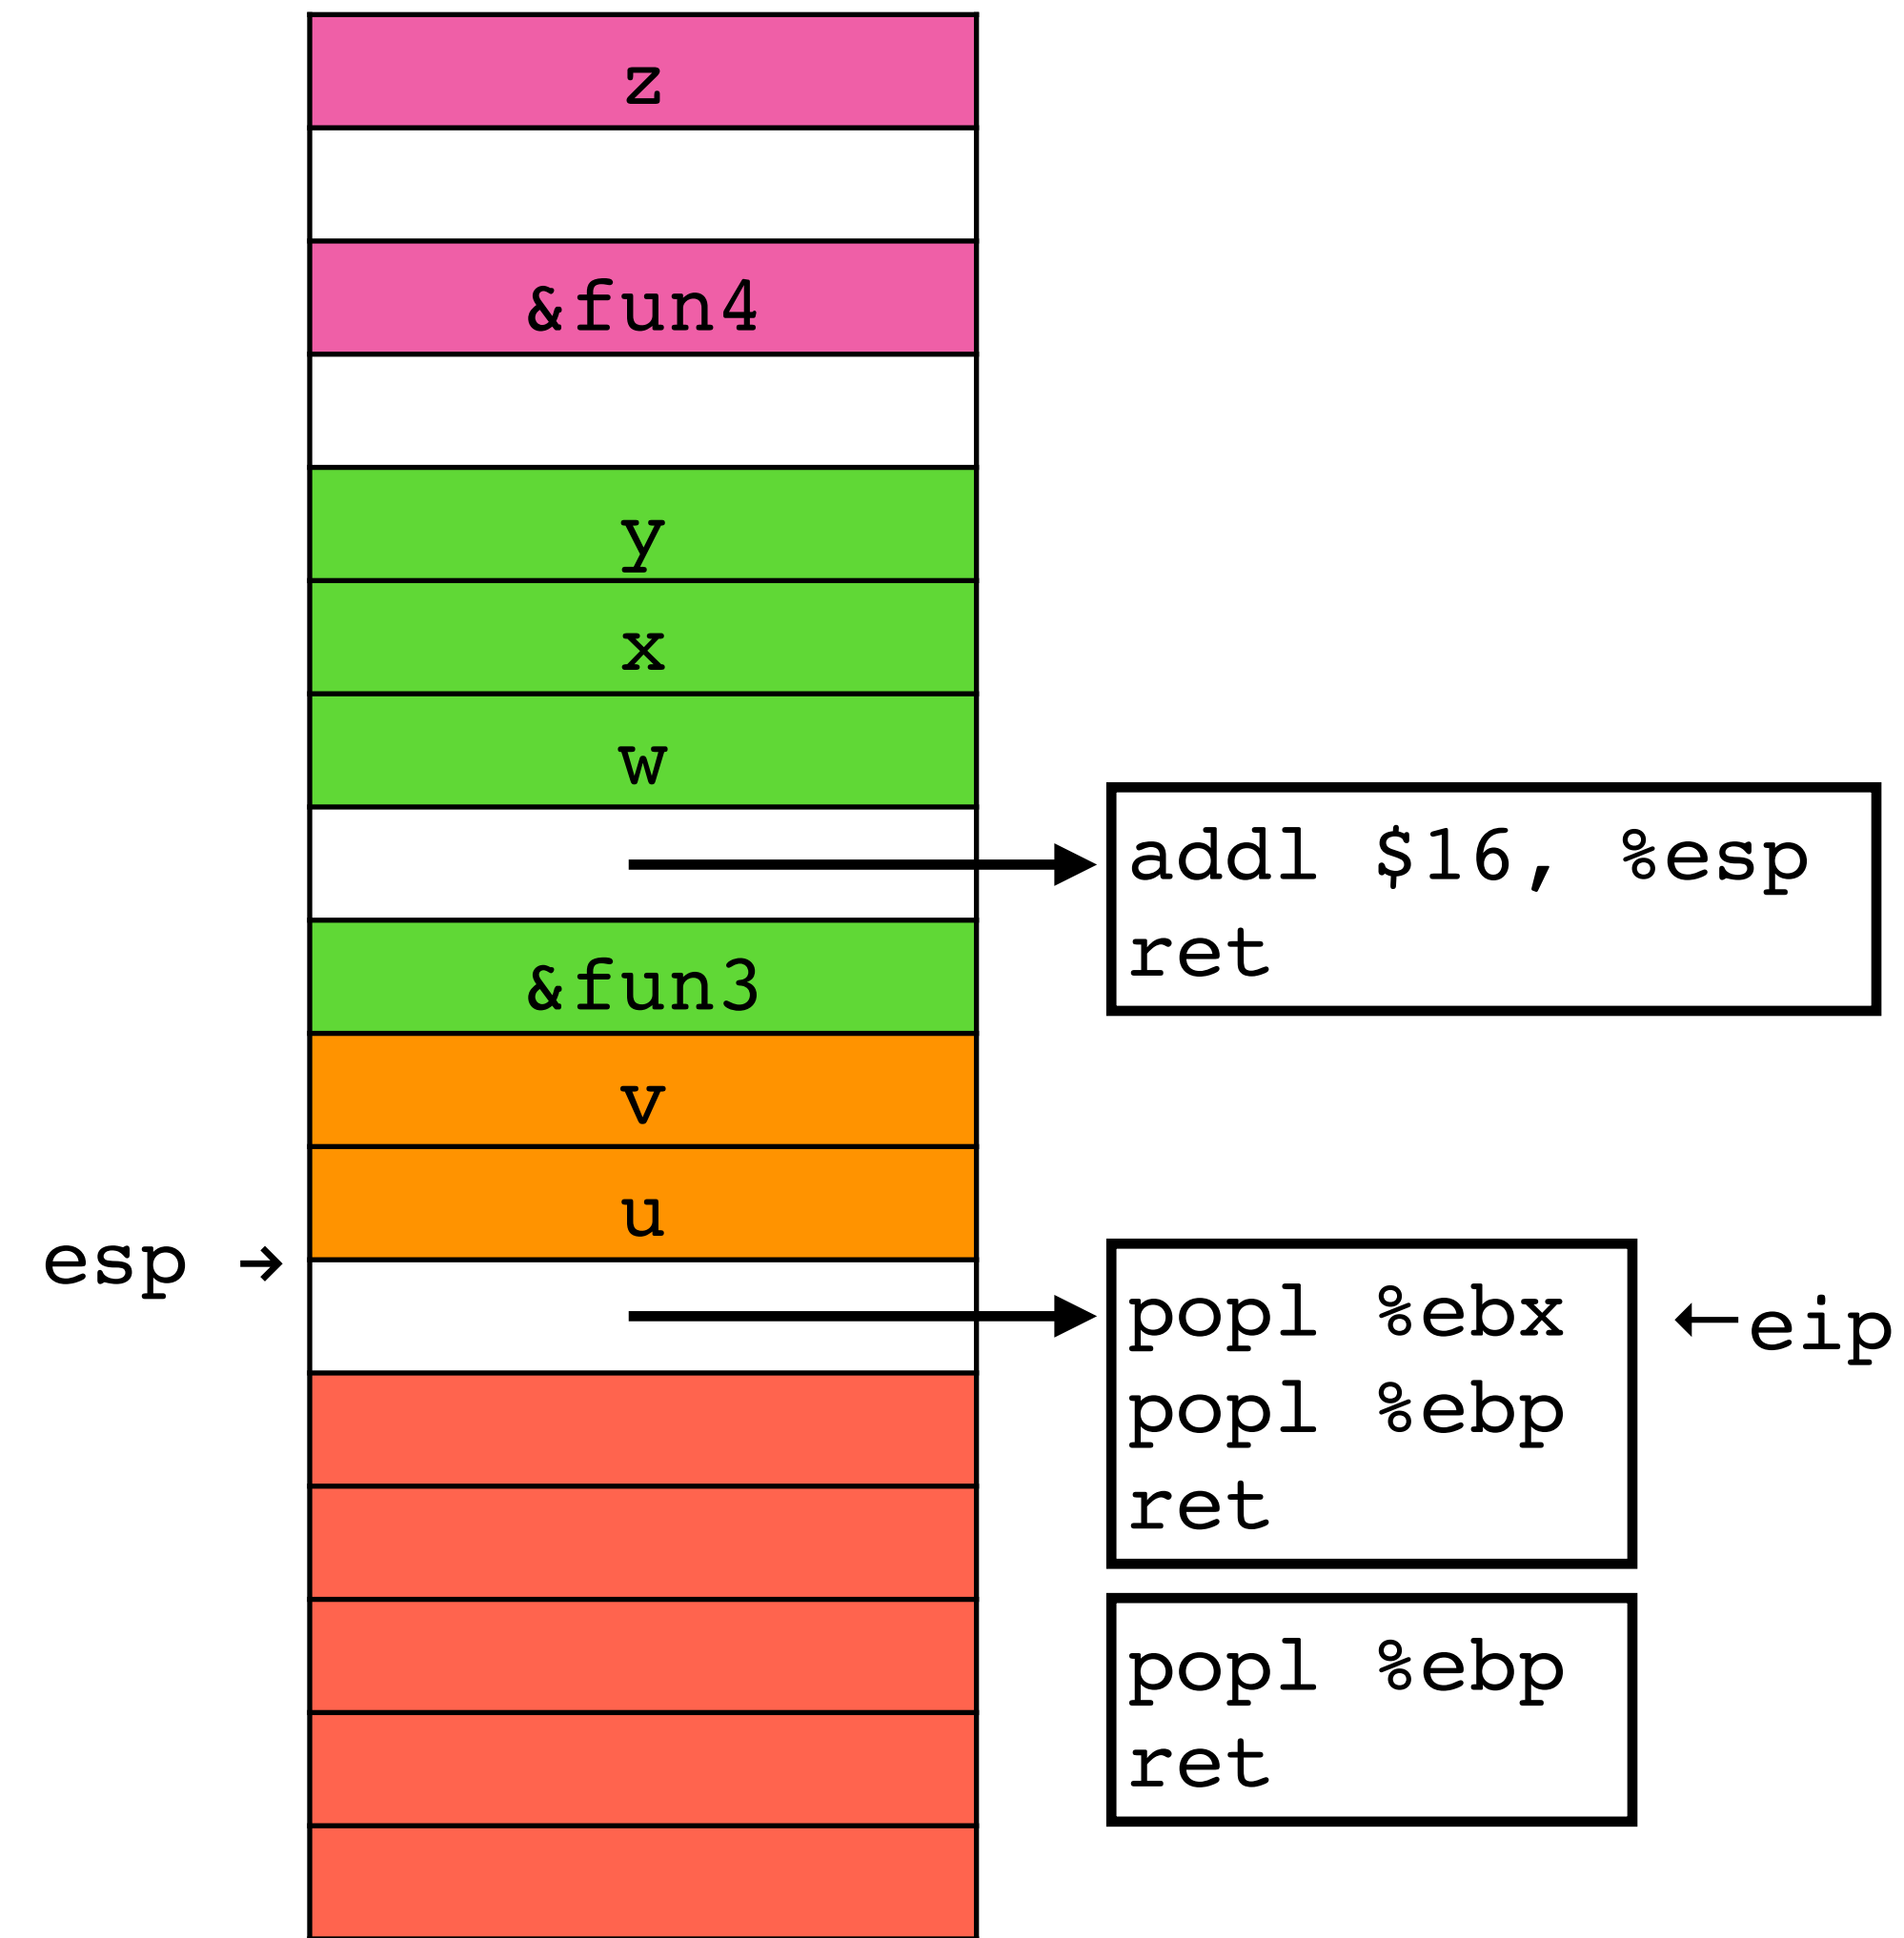 z
&fun4
y
x
w
addl $16, %esp
ret
&fun3
v
u
esp →
popl %ebx
←eip
popl %ebp
ret
popl %ebp
ret